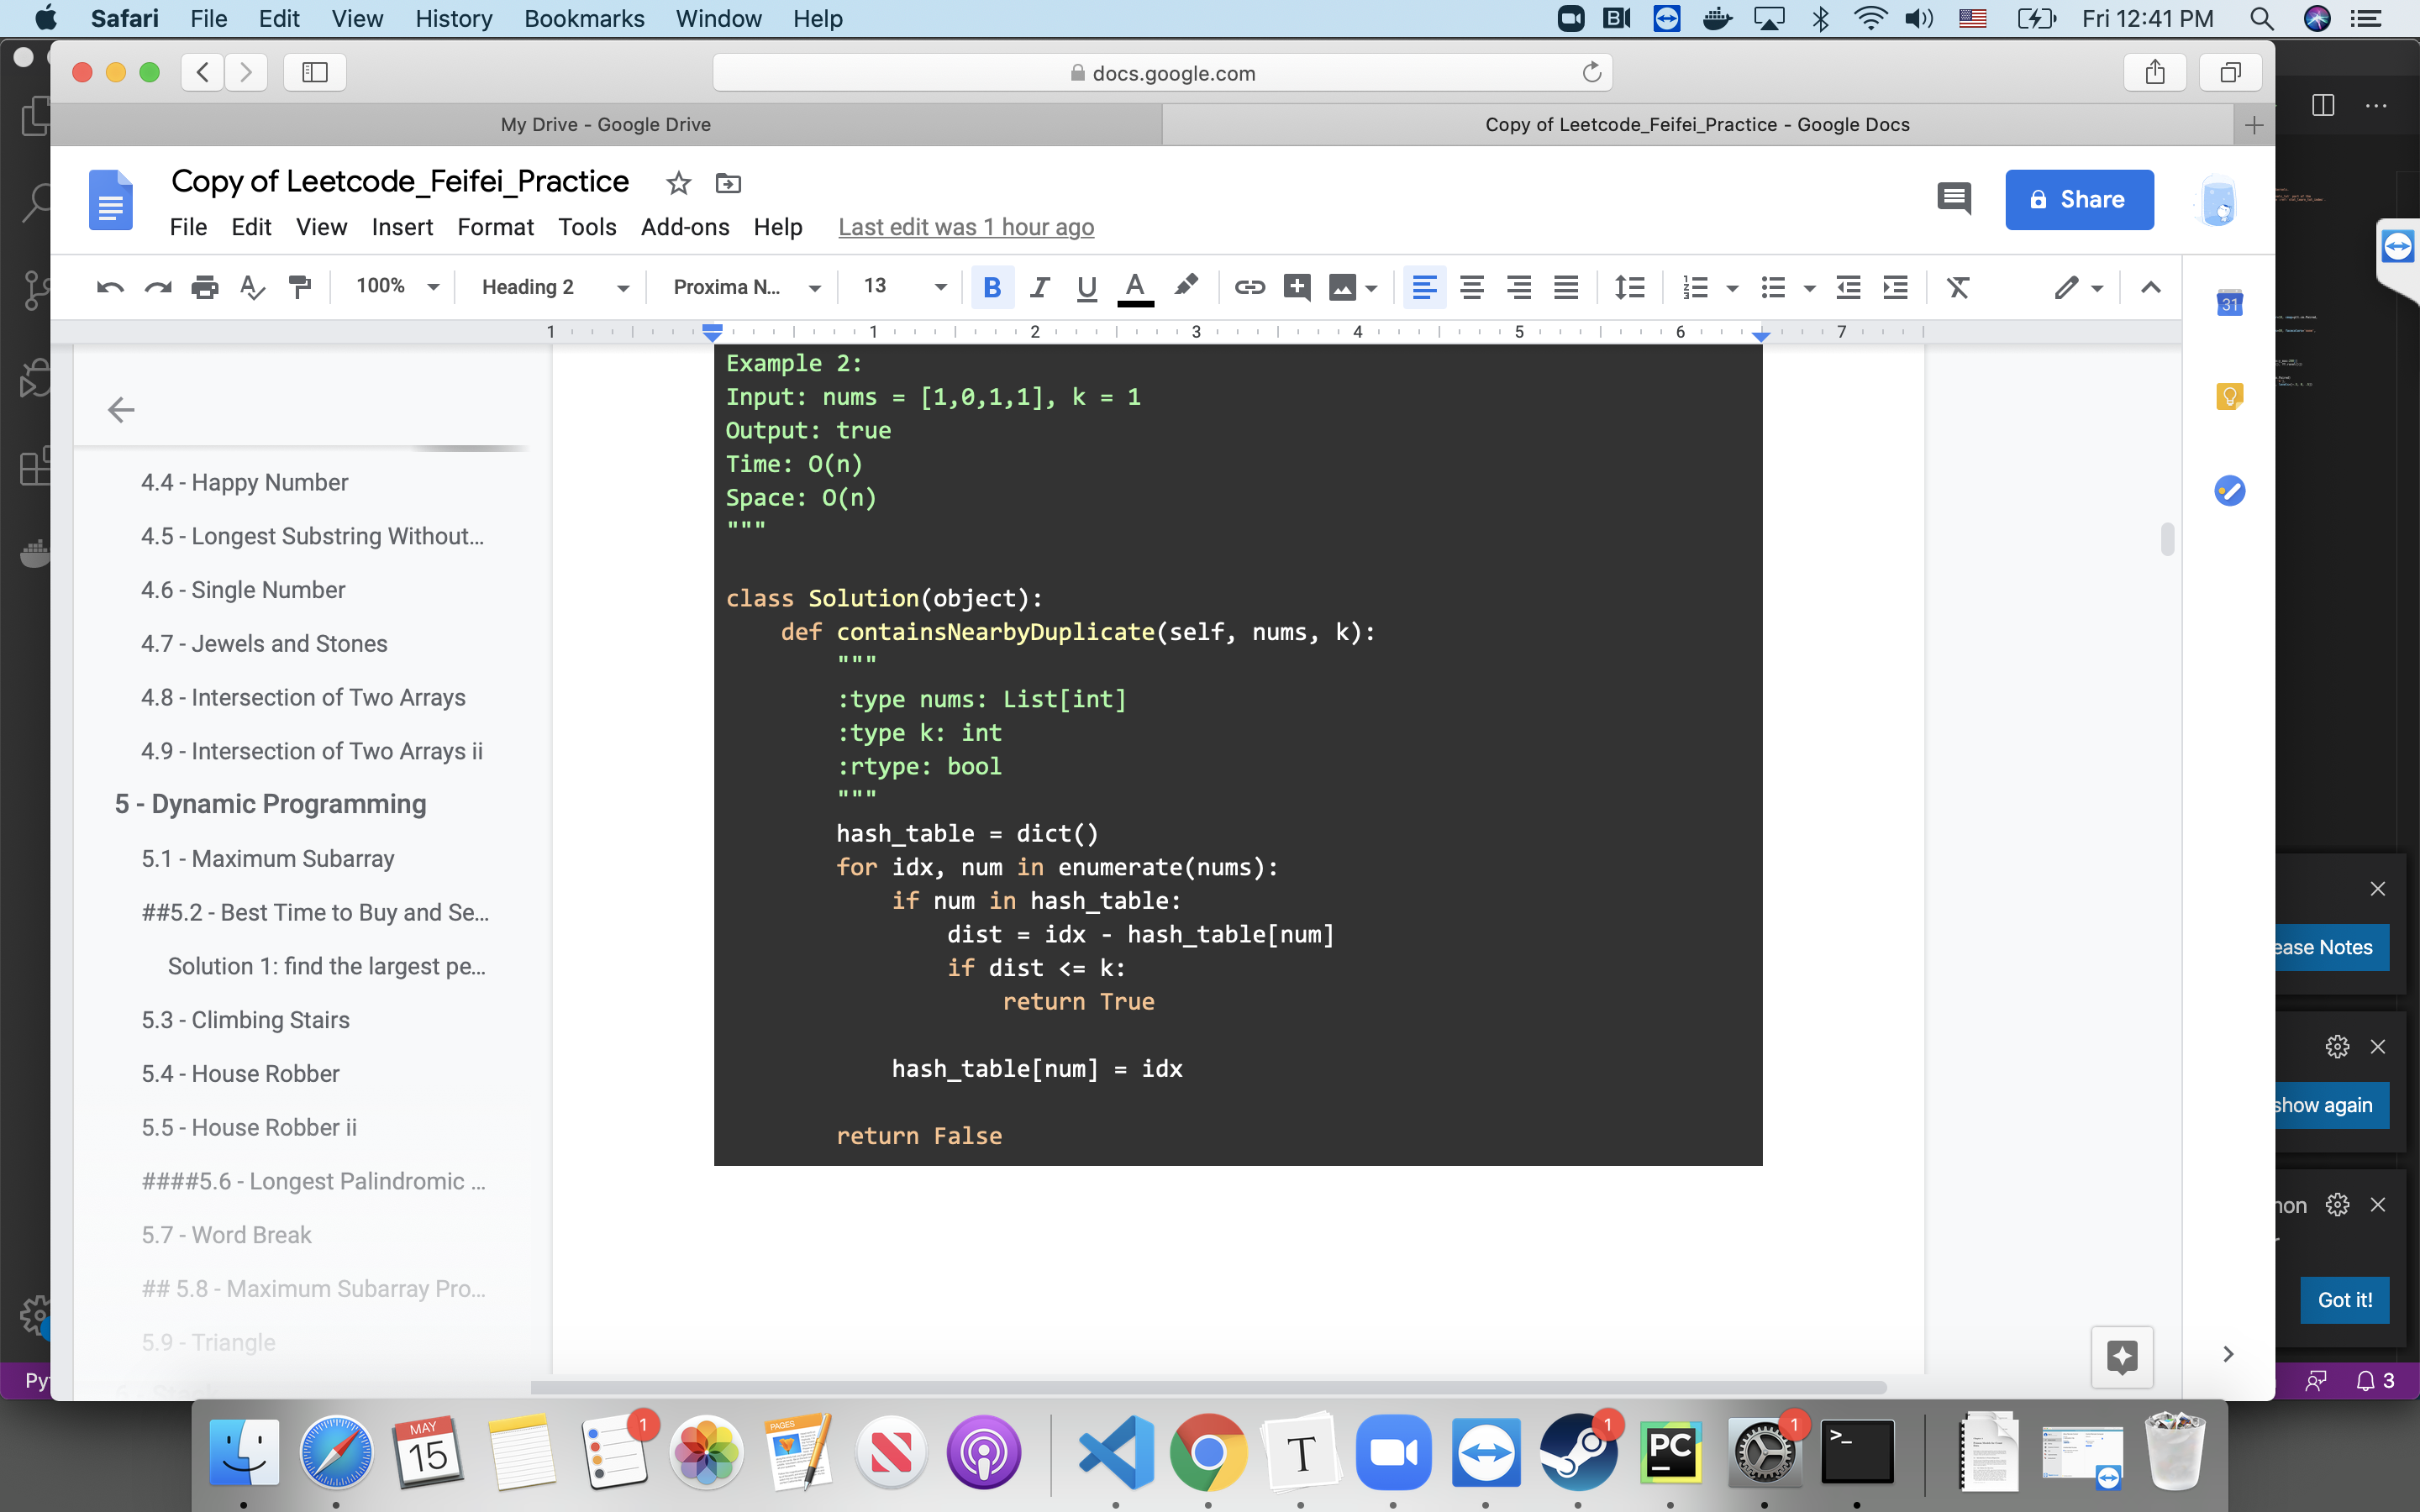 Safari File Edit View History Bookmarks Window Help Fri 12:41 PM
docs.google.com
My Drive - Google Drive
Copy of Leetcode_Feifei_Practice - Google Docs
Copy of Leetcode_Feifei_Practice
Share
File Edit View Insert Format Tools Add-ons Help Last edit was 1 hour ago
100% Heading 2 Proxima N... 13 B I U A
31
1 1 2 3 4 5 6 7
4.4 - Happy Number
4.5 - Longest Substring Without...
4.6 - Single Number
4.7 - Jewels and Stones
4.8 - Intersection of Two Arrays
4.9 - Intersection of Two Arrays ii
5 - Dynamic Programming
5.1 - Maximum Subarray
##5.2 - Best Time to Buy and Se...
Solution 1: find the largest pe...
5.3 - Climbing Stairs
5.4 - House Robber
5.5 - House Robber ii
####5.6 - Longest Palindromic ...
5.7 - Word Break
## 5.8 - Maximum Subarray Pro...
5.9 - Triangle
Example 2:
Input: nums = [1,0,1,1], k = 1
Output: true
Time: O(n)
Space: O(n)
"""
class Solution(object):
def containsNearbyDuplicate(self, nums, k):
"""
:type nums: List[int]
:type k: int
:rtype: bool
"""
hash_table = dict()
for idx, num in enumerate(nums):
if num in hash_table:
dist = idx - hash_table[num]
if dist <= k:
return True
hash_table[num] = idx
return False
ease Notes
show again
Got it!
3
MAY
15
1
PAGES
T
1
PC
1
>_